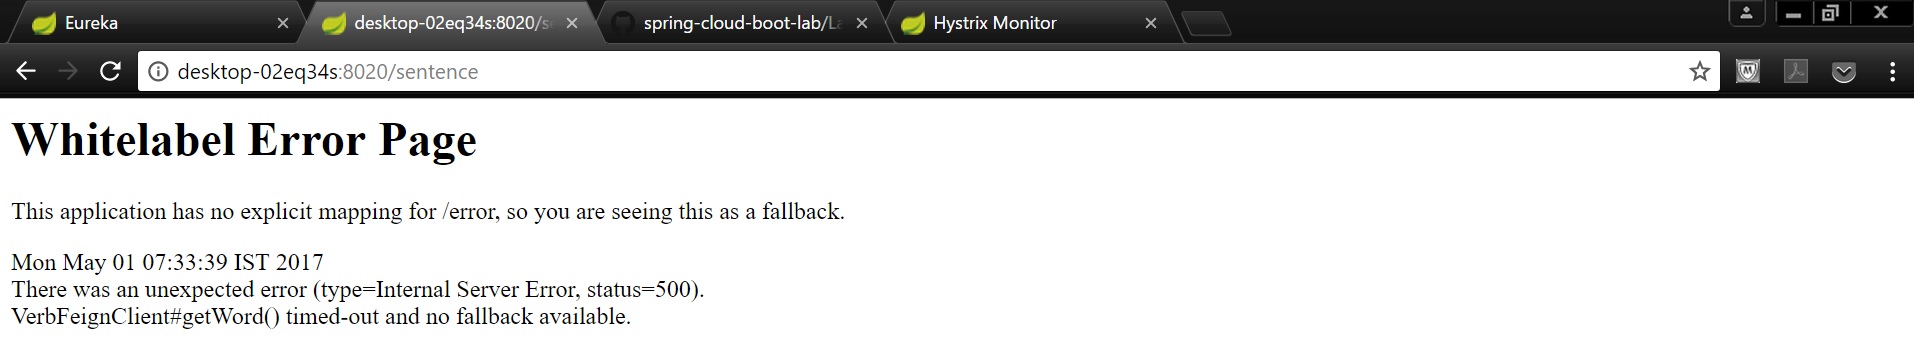 Eureka
desktop-02eq34s:8020/s
spring-cloud-boot-lab/La
Hystrix Monitor
desktop-02eq34s:8020/sentence
Whitelabel Error Page
This application has no explicit mapping for /error, so you are seeing this as a fallback.
Mon May 01 07:33:39 IST 2017
There was an unexpected error (type=Internal Server Error, status=500).
VerbFeignClient#getWord() timed-out and no fallback available.